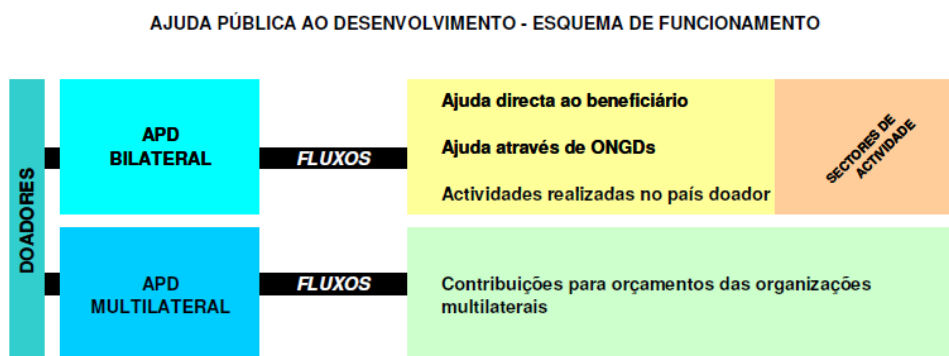 AJUDA PÚBLICA AO DESENVOLVIMENTO - ESQUEMA DE FUNCIONAMENTO
DOADORES
APD
BILATERAL
FLUXOS
Ajuda directa ao beneficiário
Ajuda através de ONGDs
Actividades realizadas no país doador
SECTORES DE
ACTIVIDADE
APD
MULTILATERAL
FLUXOS
Contribuições para orçamentos das organizações
multilaterais